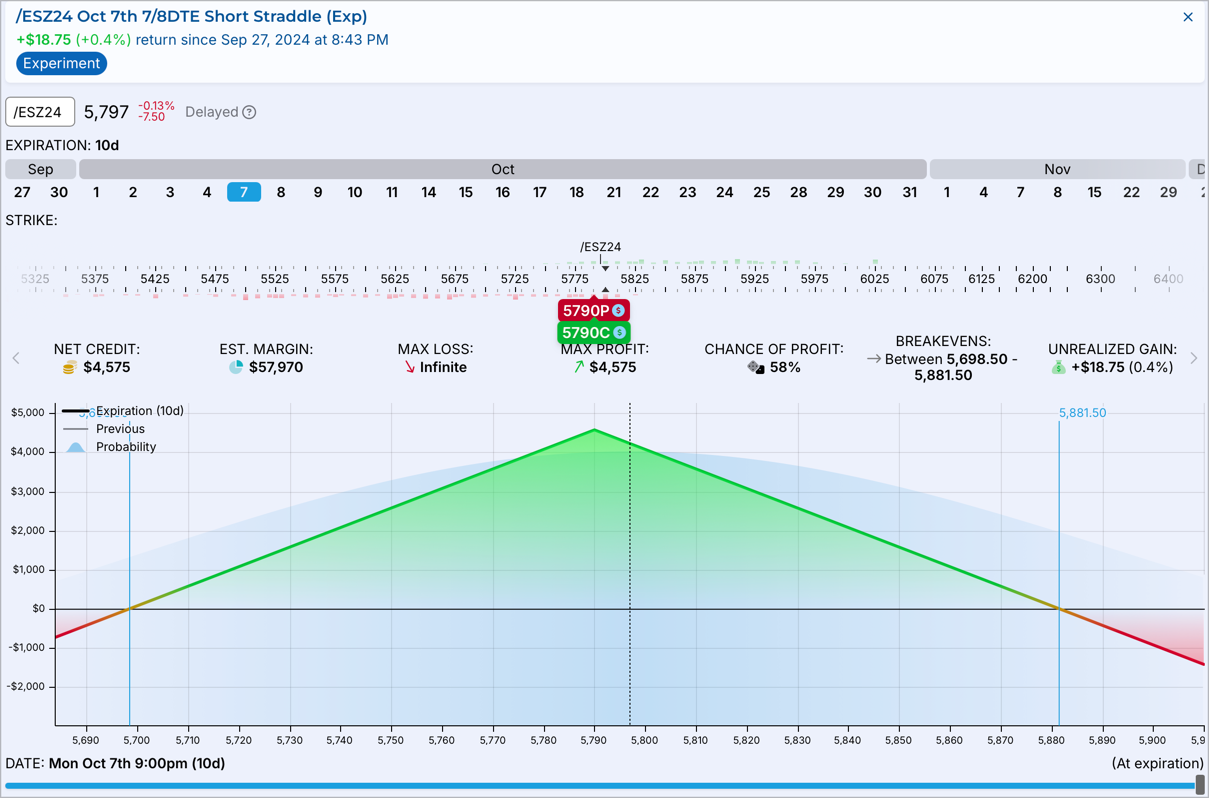 /ESZ24 Oct 7th 7/8DTE Short Straddle (Exp)
+$18.75 (+0.4%) return since Sep 27, 2024 at 8:43 PM
Experiment
/ESZ24 5,797 -0.13% -7.50 Delayed ?
EXPIRATION: 10d
Sep Oct Nov D
27 30 1 2 3 4 7 8 9 10 11 14 15 16 17 18 21 22 23 24 25 28 29 30 31 1 4 7 8 15 22 29
STRIKE:
/ESZ24
5325 5375 5425 5475 5525 5575 5625 5675 5725 5775 5825 5875 5925 5975 6025 6075 6125 6200 6300 6400
5790P
5790C
NET CREDIT:
$4,575
EST. MARGIN:
$57,970
MAX LOSS:
Infinite
MAX PROFIT:
$4,575
CHANCE OF PROFIT:
58%
BREAKEVENS:
Between 5,698.50 -
5,881.50
UNREALIZED GAIN:
+$18.75 (0.4%)
Expiration (10d)
Previous
Probability
5,881.50
$5,000
$4,000
$3,000
$2,000
$1,000
$0
-$1,000
-$2,000
5,690 5,700 5,710 5,720 5,730 5,740 5,750 5,760 5,770 5,780 5,790 5,800 5,810 5,820 5,830 5,840 5,850 5,860 5,870 5,880 5,890 5,900 5,9
DATE: Mon Oct 7th 9:00pm (10d) (At expiration)